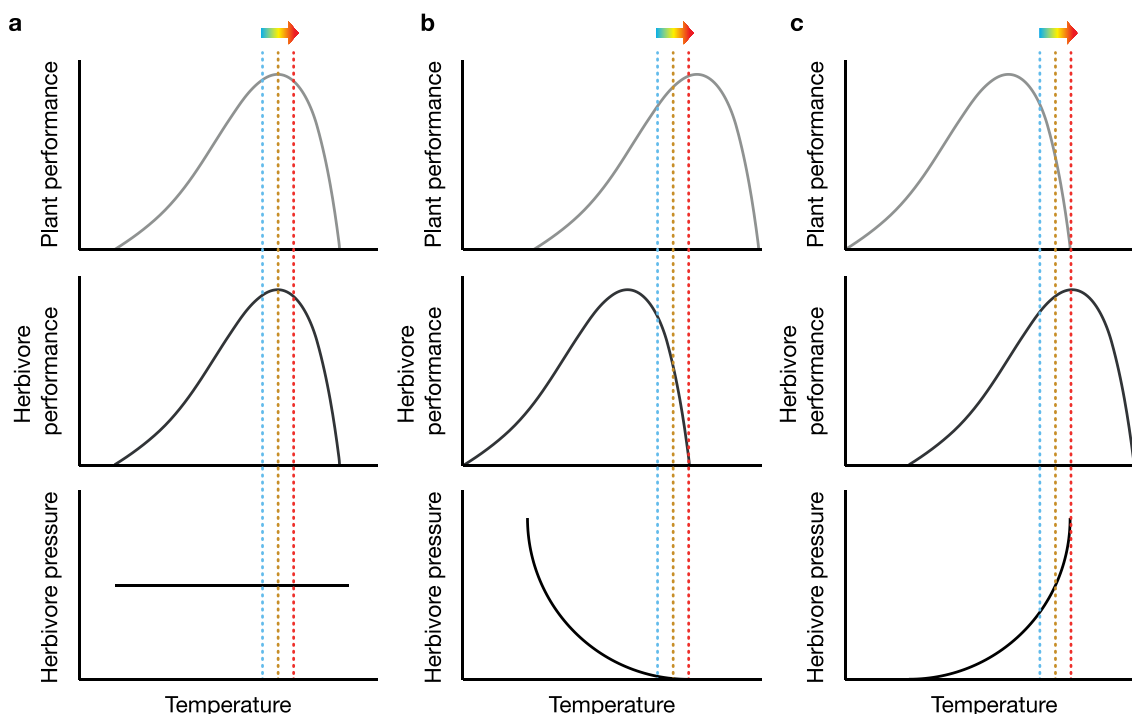 a
b
c
Plant performance
Plant performance
Plant performance
Herbivore
performance
Herbivore
performance
Herbivore
performance
Herbivore pressure
Herbivore pressure
Herbivore pressure
Temperature
Temperature
Temperature